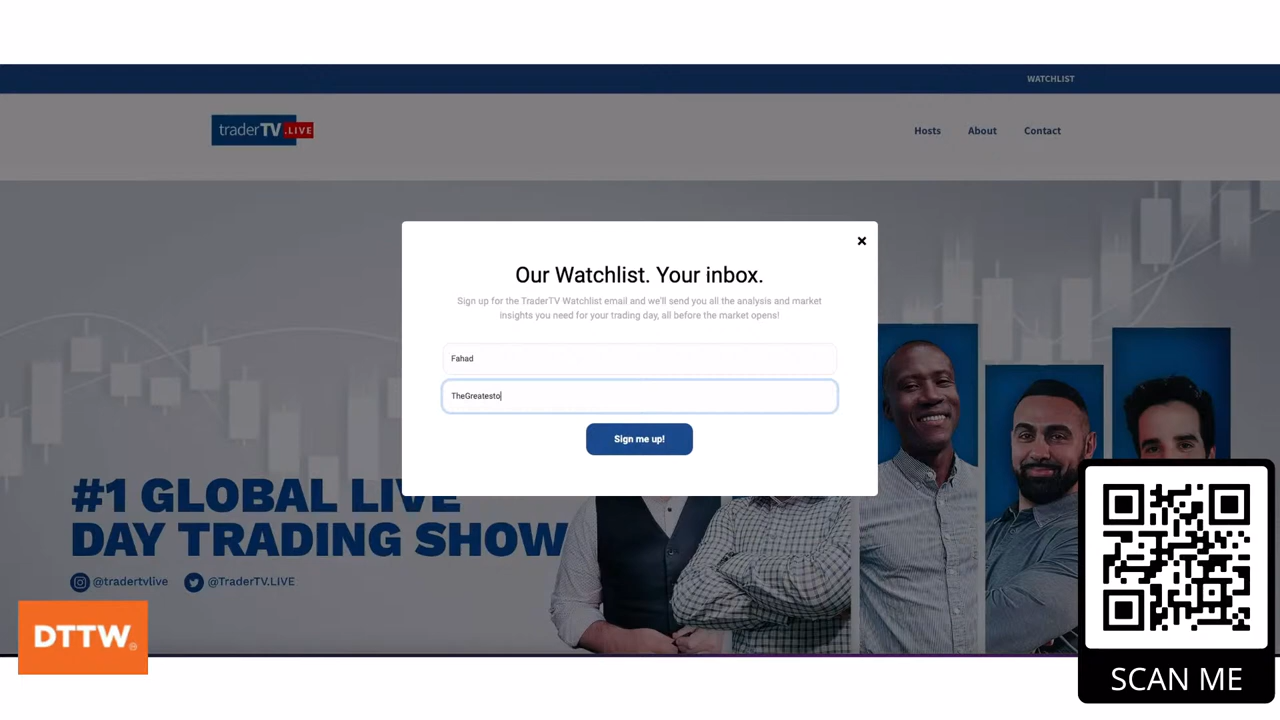 WATCHLIST
traderTV.LIVE
Hosts
About
Contact
Our Watchlist. Your inbox.
Sign up for the TraderTV Watchlist email and we'll send you all the analysis and market
insights you need for your trading day, all before the market opens!
Fahad
TheGreatesto
Sign me up!
#1 GLOBAL LIVE
DAY TRADING SHOW
@tradertvlive
@TraderTV.LIVE
DTTW
SCAN ME